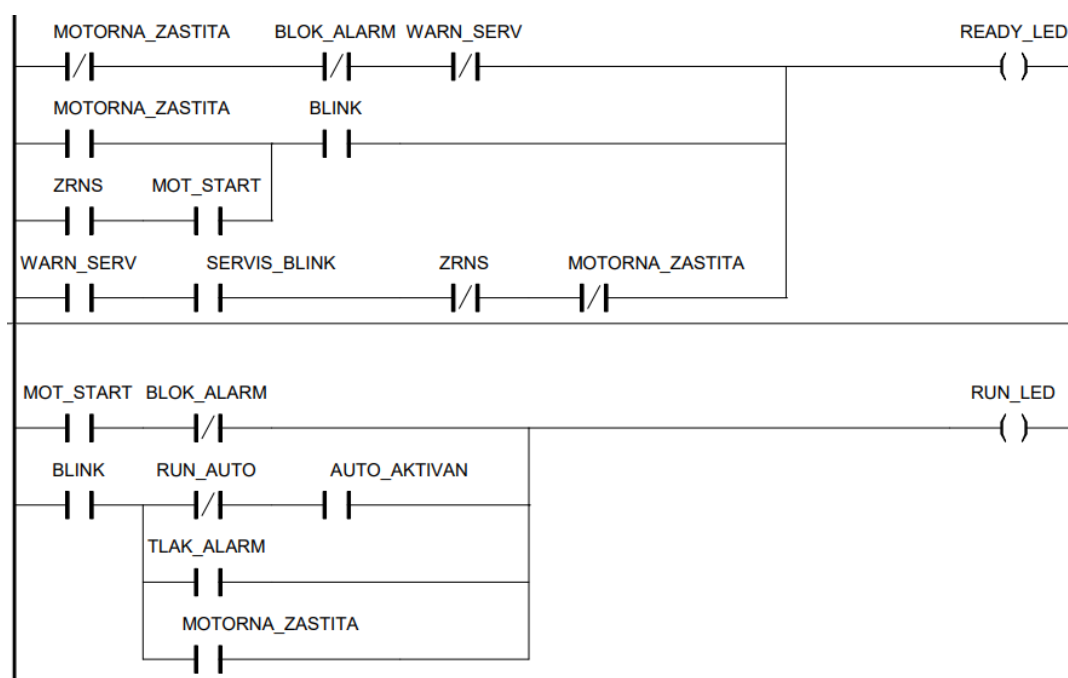 MOTORNA_ZASTITA BLOK_ALARM WARN_SERV READY_LED
MOTORNA_ZASTITA BLINK
ZRNS MOT_START
WARN_SERV SERVIS_BLINK ZRNS MOTORNA_ZASTITA
MOT_START BLOK_ALARM RUN_LED
BLINK RUN_AUTO AUTO_AKTIVAN
TLAK_ALARM
MOTORNA_ZASTITA